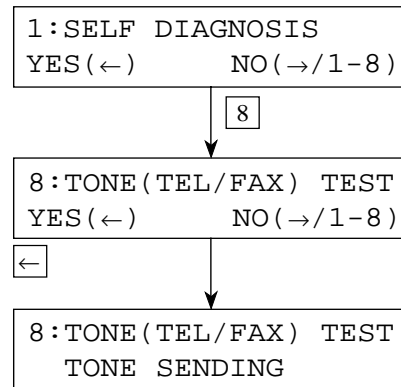 1:SELF DIAGNOSIS
YES(←) NO(→/1-8)
8
8:TONE(TEL/FAX) TEST
YES(←) NO(→/1-8)
←
8:TONE(TEL/FAX) TEST
TONE SENDING